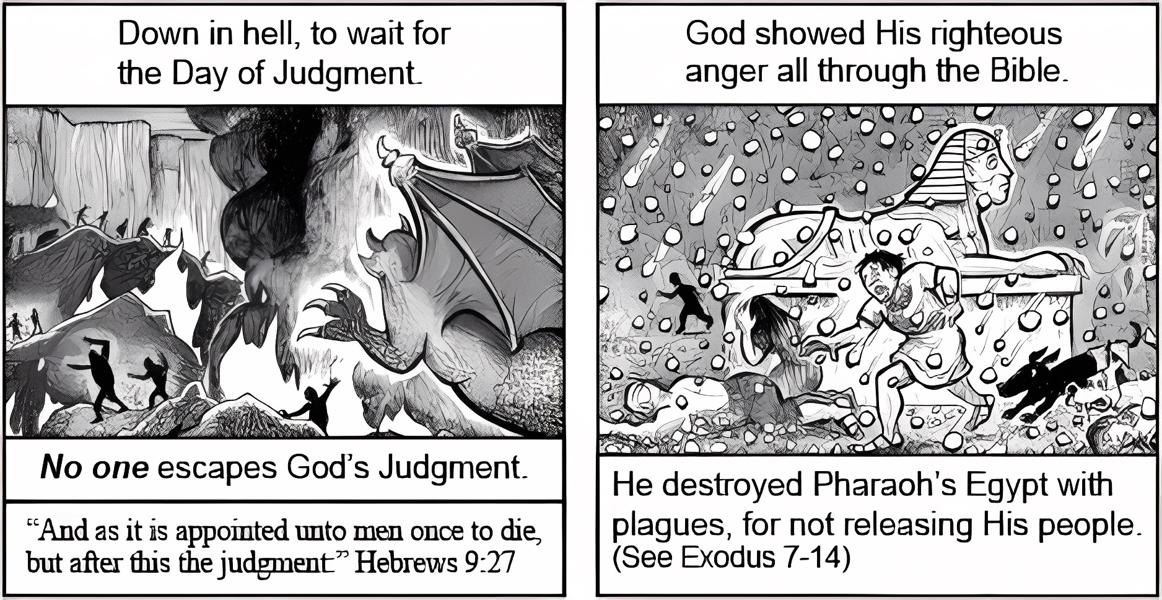 Down in hell, to wait for
the Day of Judgment.
No one escapes God's Judgment.
“And as it is appointed unto men once to die,
but after this the judgment.” Hebrews 9:27
God showed His righteous
anger all through the Bible.
He destroyed Pharaoh's Egypt with
plagues, for not releasing His people.
(See Exodus 7-14)